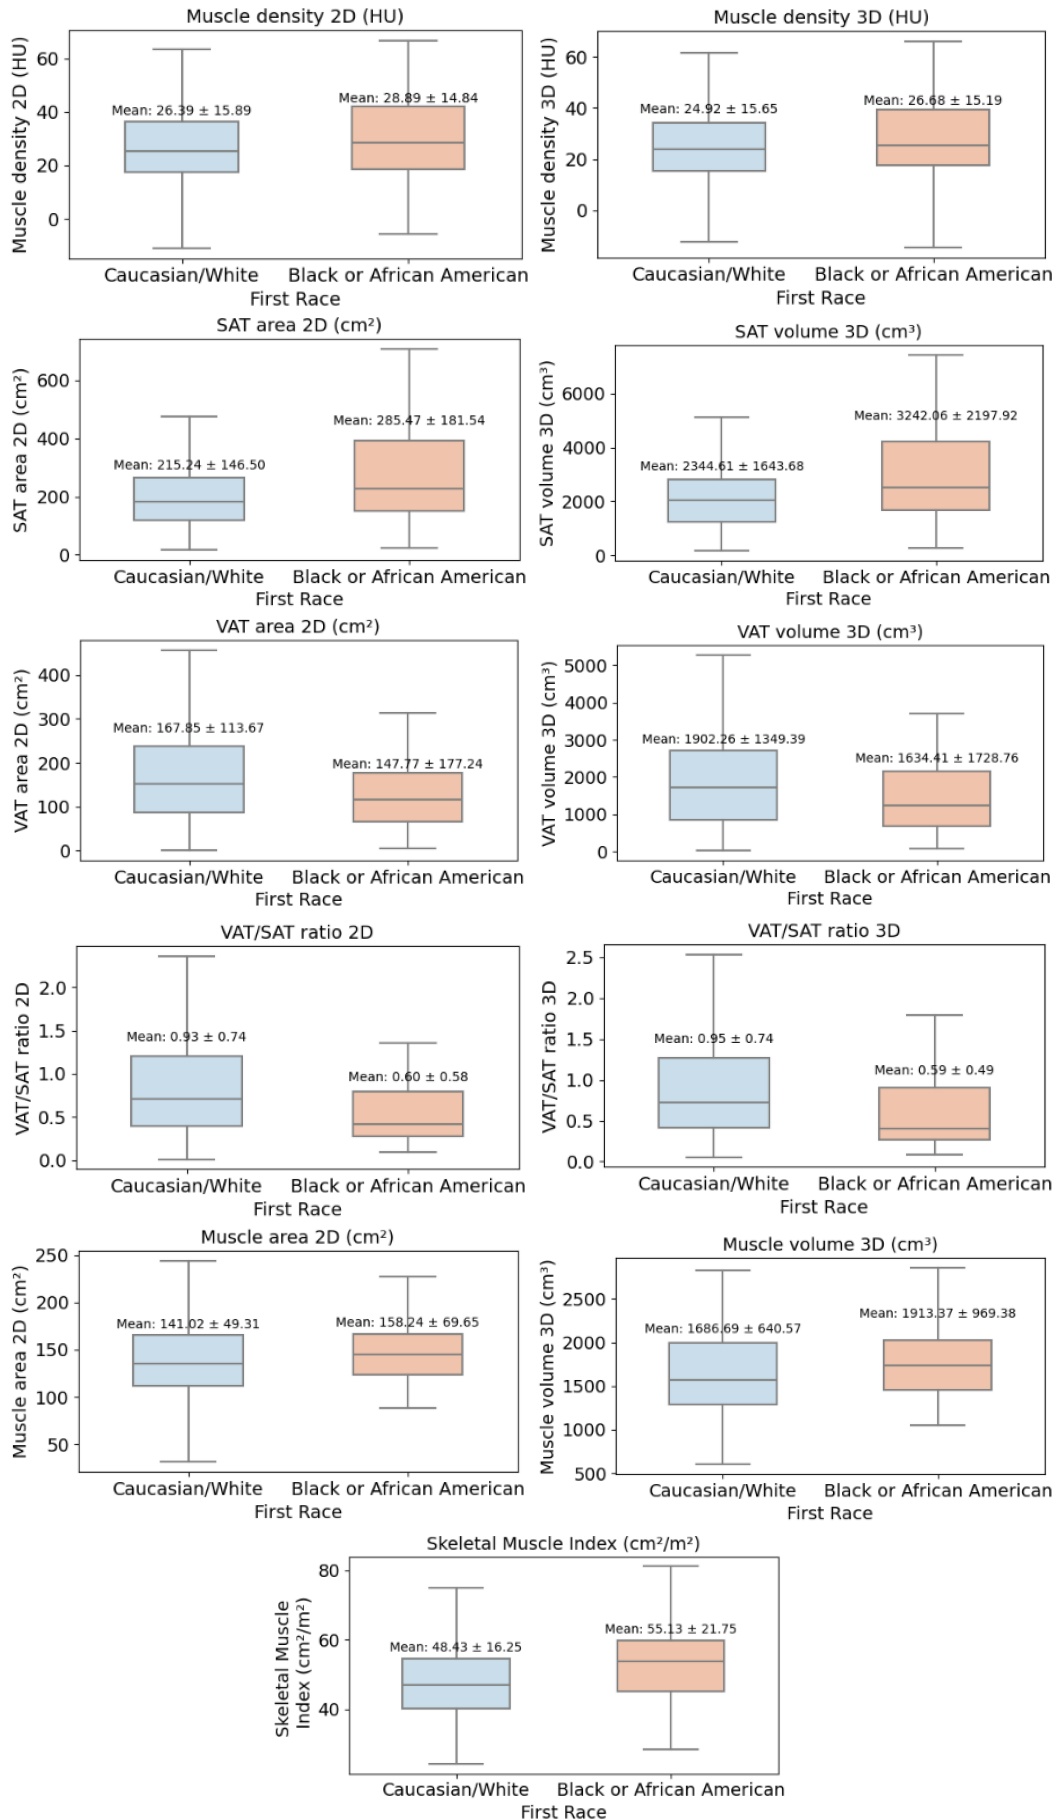 Muscle density 2D (HU)
Muscle density 2D (HU)
60
40
20
0
Mean: 26.39 ± 15.89
Mean: 28.89 ± 14.84
Caucasian/White
Black or African American
First Race
Muscle density 3D (HU)
Muscle density 3D (HU)
60
40
20
0
Mean: 24.92 ± 15.65
Mean: 26.68 ± 15.19
Caucasian/White
Black or African American
First Race
SAT area 2D (cm²)
SAT area 2D (cm²)
600
400
200
0
Mean: 215.24 ± 146.50
Mean: 285.47 ± 181.54
Caucasian/White
Black or African American
First Race
SAT volume 3D (cm³)
SAT volume 3D (cm³)
6000
4000
2000
0
Mean: 2344.61 ± 1643.68
Mean: 3242.06 ± 2197.92
Caucasian/White
Black or African American
First Race
VAT area 2D (cm²)
VAT area 2D (cm²)
400
300
200
100
0
Mean: 167.85 ± 113.67
Mean: 147.77 ± 177.24
Caucasian/White
Black or African American
First Race
VAT volume 3D (cm³)
VAT volume 3D (cm³)
5000
4000
3000
2000
1000
0
Mean: 1902.26 ± 1349.39
Mean: 1634.41 ± 1728.76
Caucasian/White
Black or African American
First Race
VAT/SAT ratio 2D
VAT/SAT ratio 2D
2.0
1.5
1.0
0.5
0.0
Mean: 0.93 ± 0.74
Mean: 0.60 ± 0.58
Caucasian/White
Black or African American
First Race
VAT/SAT ratio 3D
VAT/SAT ratio 3D
2.5
2.0
1.5
1.0
0.5
0.0
Mean: 0.95 ± 0.74
Mean: 0.59 ± 0.49
Caucasian/White
Black or African American
First Race
Muscle area 2D (cm²)
Muscle area 2D (cm²)
250
200
150
100
50
Mean: 141.02 ± 49.31
Mean: 158.24 ± 69.65
Caucasian/White
Black or African American
First Race
Muscle volume 3D (cm³)
Muscle volume 3D (cm³)
2500
2000
1500
1000
500
Mean: 1686.69 ± 640.57
Mean: 1913.37 ± 969.38
Caucasian/White
Black or African American
First Race
Skeletal Muscle Index (cm²/m²)
Skeletal Muscle
Index (cm²/m²)
80
60
40
Mean: 48.43 ± 16.25
Mean: 55.13 ± 21.75
Caucasian/White
Black or African American
First Race